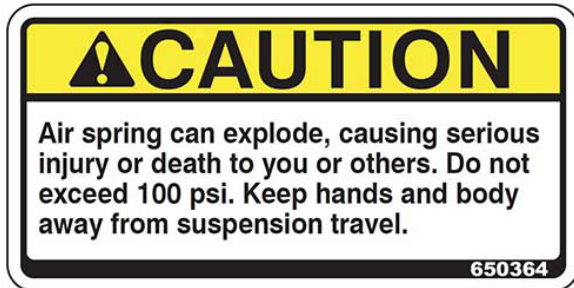 CAUTION
Air spring can explode, causing serious
injury or death to you or others. Do not
exceed 100 psi. Keep hands and body
away from suspension travel.
650364